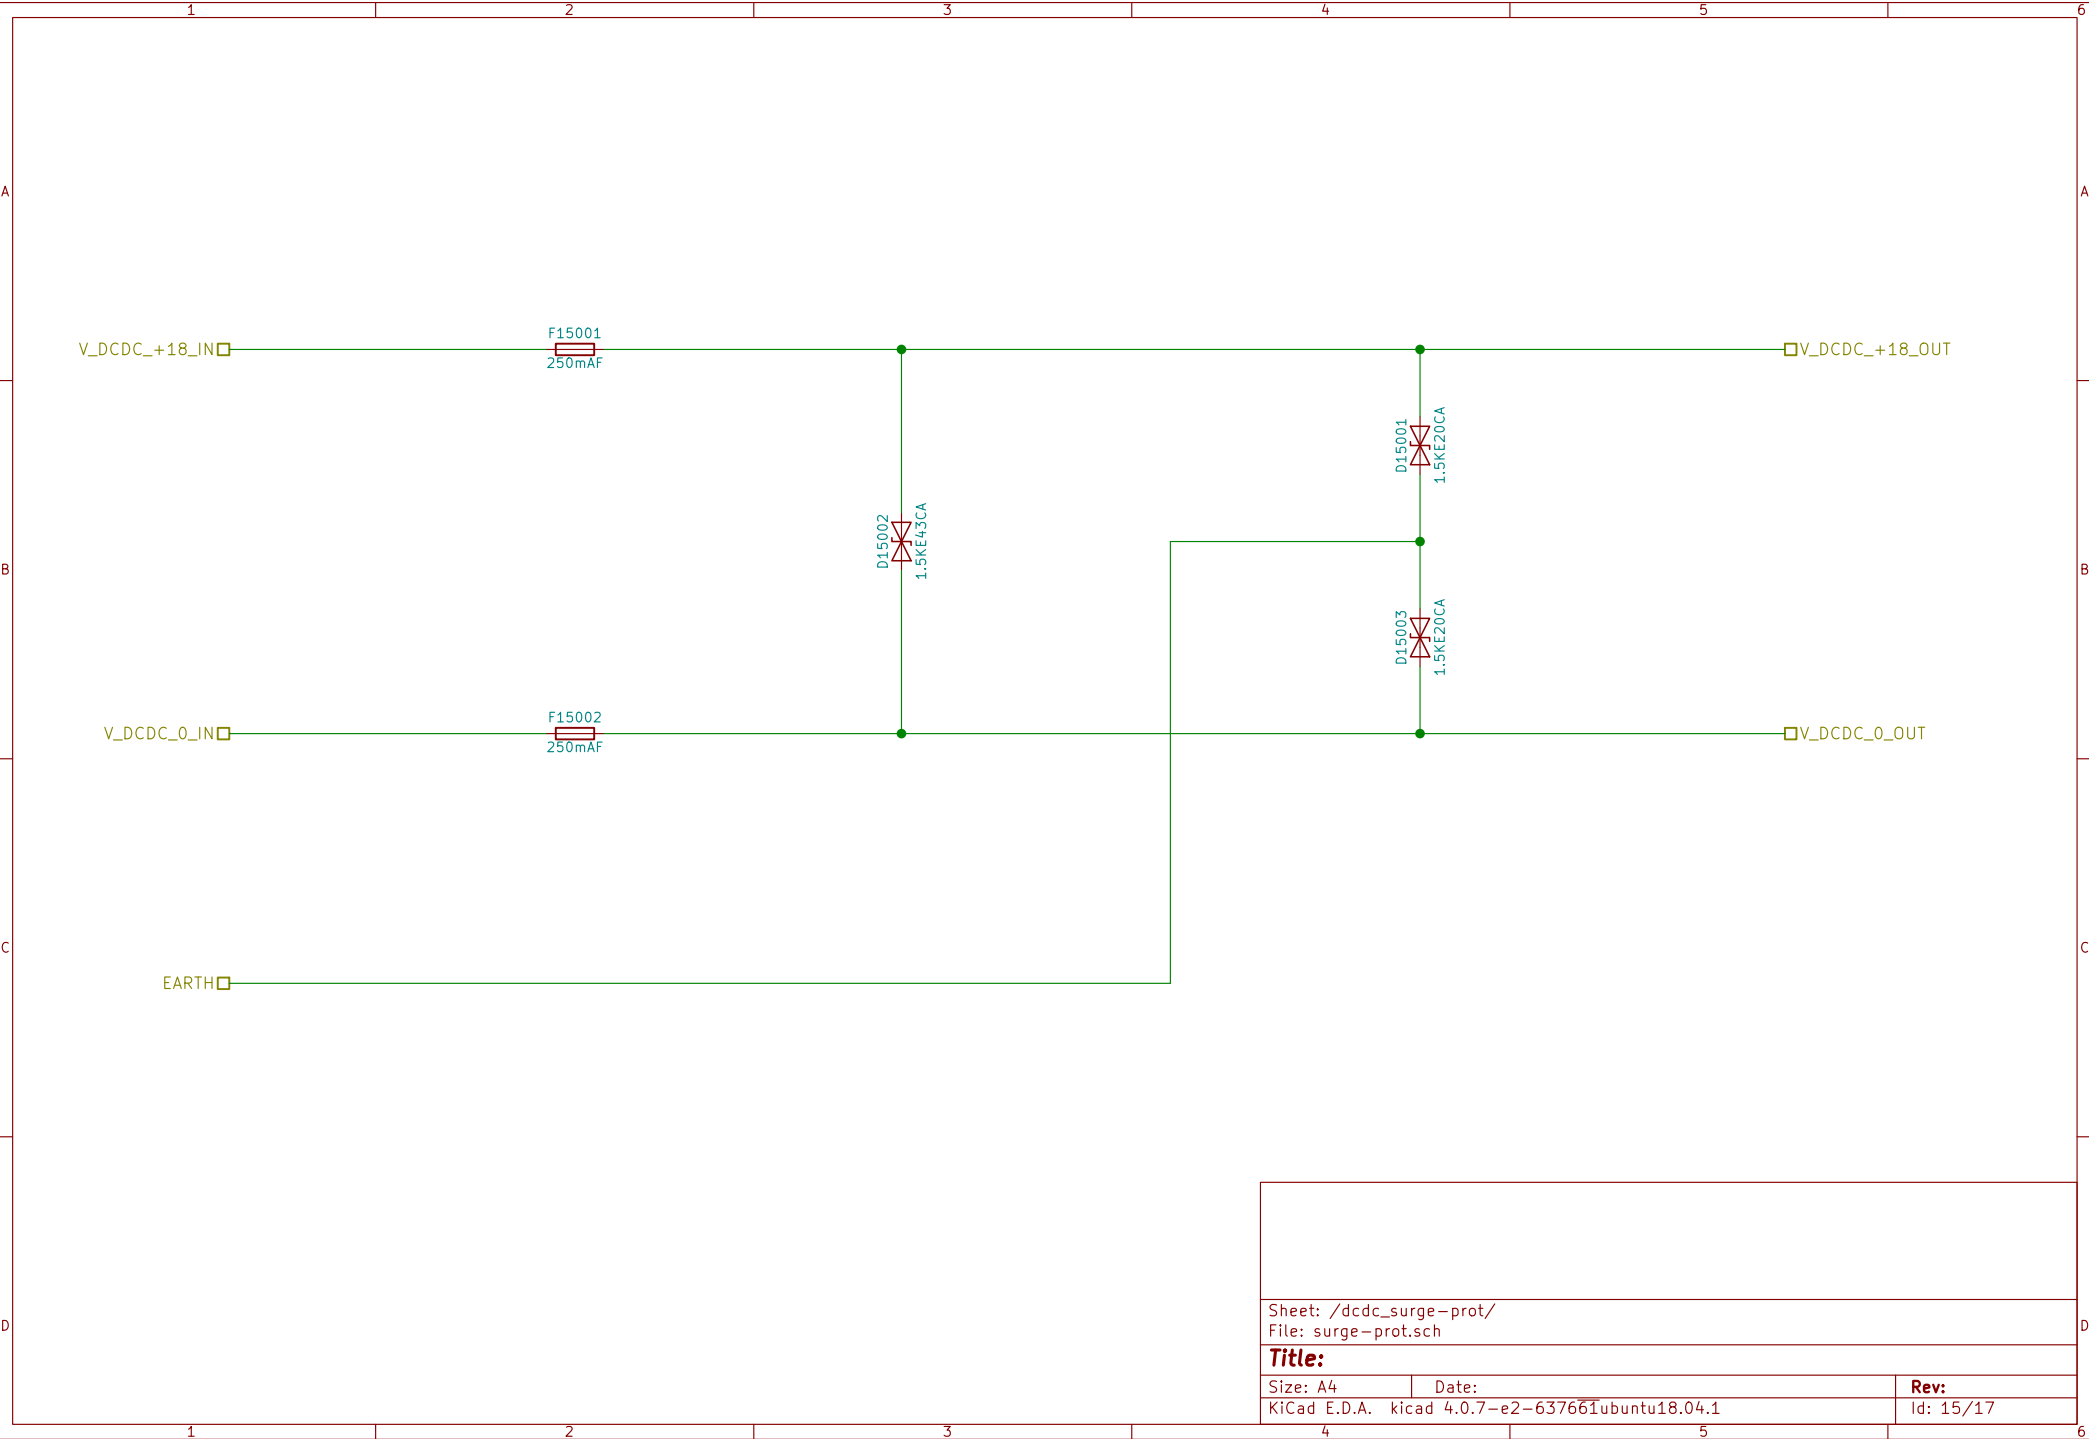 1 2 3 4 5 6
A A
F15001
V_DCDC_+18_IN V_DCDC_+18_OUT
250mAF
D15001
1.5KE20CA
D15002
1.5KE43CA
B B
D15003
1.5KE20CA
F15002
V_DCDC_0_IN V_DCDC_0_OUT
250mAF
C C
EARTH
Sheet: /dcdc_surge-prot/
File: surge-prot.sch
D D
Title:
Size: A4 Date: Rev:
KiCad E.D.A. kicad 4.0.7-e2-637661ubuntu18.04.1 Id: 15/17
1 2 3 4 5 6